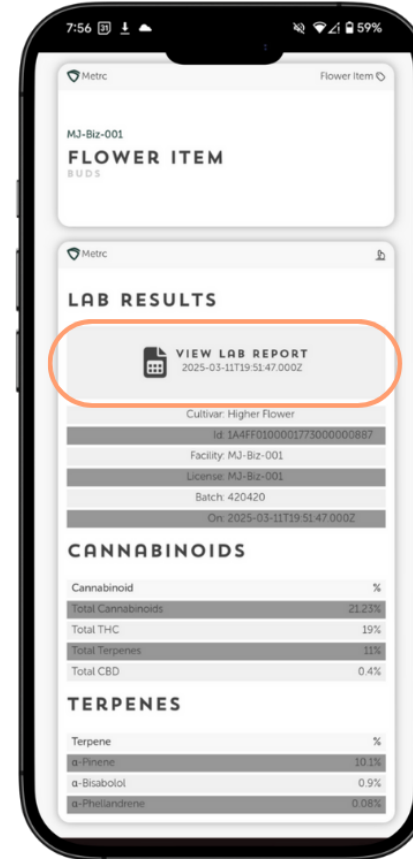 7:56 31 59%
Metrc Flower Item
MJ-Biz-001
FLOWER ITEM
BUDS
Metrc
LAB RESULTS
VIEW LAB REPORT
2025-03-11T19:51:47.000Z
Cultivar: Higher Flower
Id: 1A4FF0100001773000000887
Facility: MJ-Biz-001
License: MJ-Biz-001
Batch: 420420
On: 2025-03-11T19:51:47.000Z
CANNABINOIDS
Cannabinoid %
Total Cannabinoids 21.23%
Total THC 19%
Total Terpenes 11%
Total CBD 0.4%
TERPENES
Terpene %
α-Pinene 10.1%
α-Bisabolol 0.9%
α-Phellandrene 0.08%